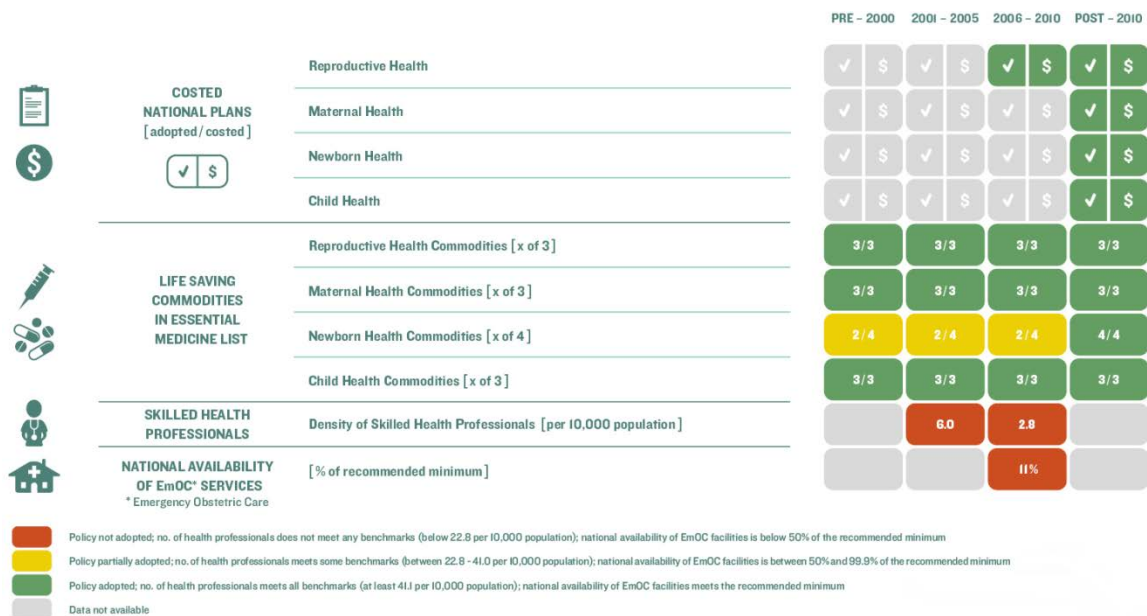 PRE – 2000 2001 – 2005 2006 – 2010 POST – 2010
COSTED
NATIONAL PLANS
[adopted / costed]
✓ $
$
Reproductive Health
✓ $ ✓ $ ✓ $ ✓ $
Maternal Health
✓ $ ✓ $ ✓ $ ✓ $
Newborn Health
✓ $ ✓ $ ✓ $ ✓ $
Child Health
✓ $ ✓ $ ✓ $ ✓ $
LIFE SAVING
COMMODITIES
IN ESSENTIAL
MEDICINE LIST
Reproductive Health Commodities [x of 3]
3/3 3/3 3/3 3/3
Maternal Health Commodities [x of 3]
3/3 3/3 3/3 3/3
Newborn Health Commodities [x of 4]
2/4 2/4 2/4 4/4
Child Health Commodities [x of 3]
3/3 3/3 3/3 3/3
SKILLED HEALTH
PROFESSIONALS
Density of Skilled Health Professionals [per 10,000 population]
6.0 2.8
NATIONAL AVAILABILITY
OF EmOC* SERVICES
* Emergency Obstetric Care
[% of recommended minimum]
11%
Policy not adopted; no. of health professionals does not meet any benchmarks (below 22.8 per 10,000 population); national availability of EmOC facilities is below 50% of the recommended minimum
Policy partially adopted; no. of health professionals meets some benchmarks (between 22.8 - 41.0 per 10,000 population); national availability of EmOC facilities is between 50% and 99.9% of the recommended minimum
Policy adopted; no. of health professionals meets all benchmarks (at least 41.1 per 10,000 population); national availability of EmOC facilities meets the recommended minimum
Data not available